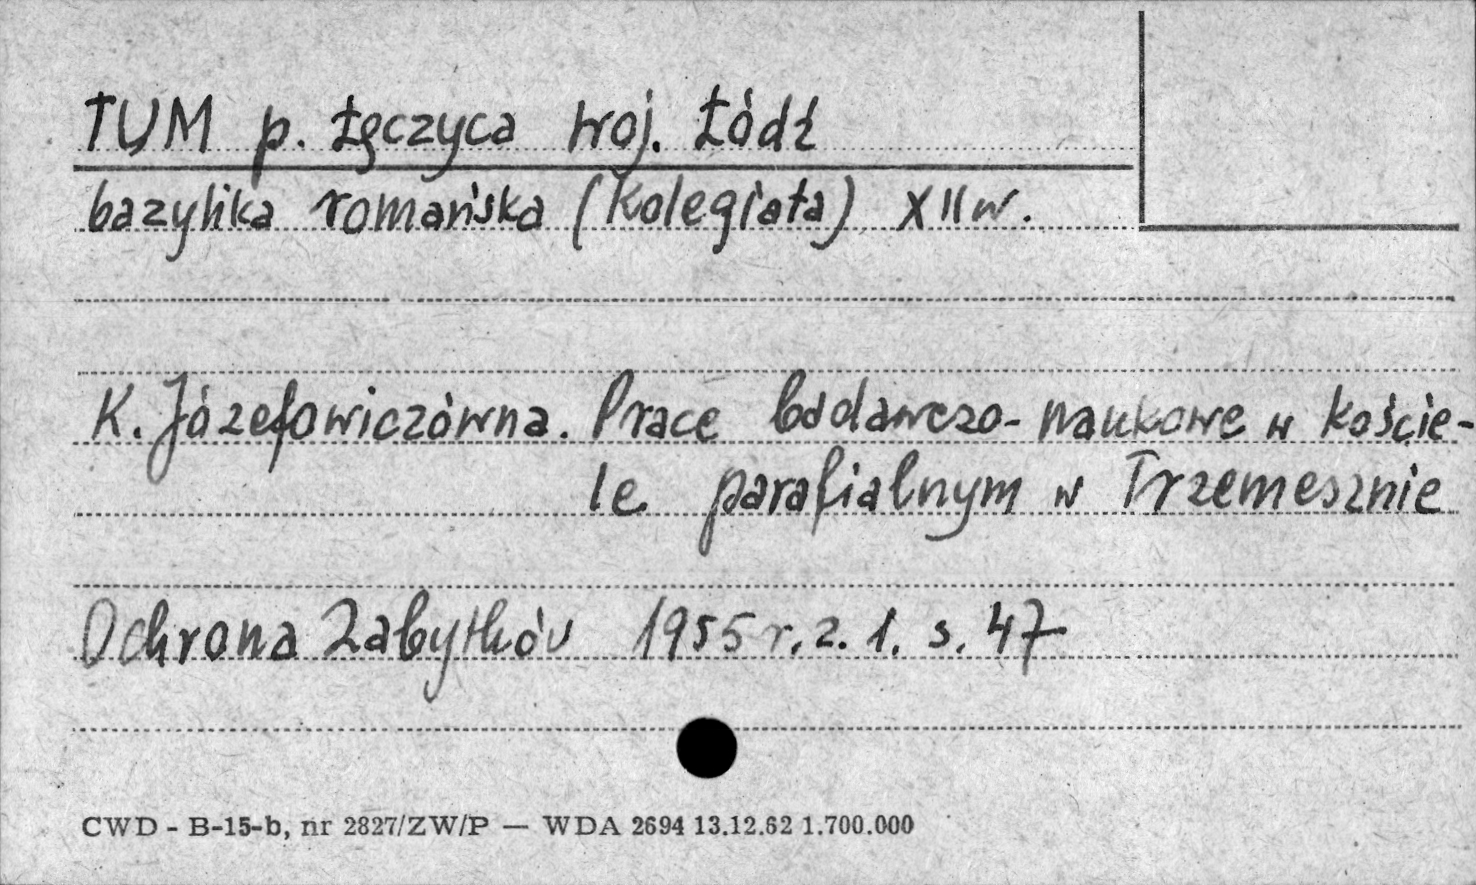 TUM p. Łęczyca woj. Łódź
bazylika romańska (Kolegiata) XII w.
K. Józefowiczówna. Prace badawczo-naukowe w koście-
le parafialnym w Trzemesznie
Ochrona Zabytków 1955 r. z. 1. s. 47
CWD - B-15-b, nr 2827/ZW/P — WDA 2694 13.12.62 1.700.000